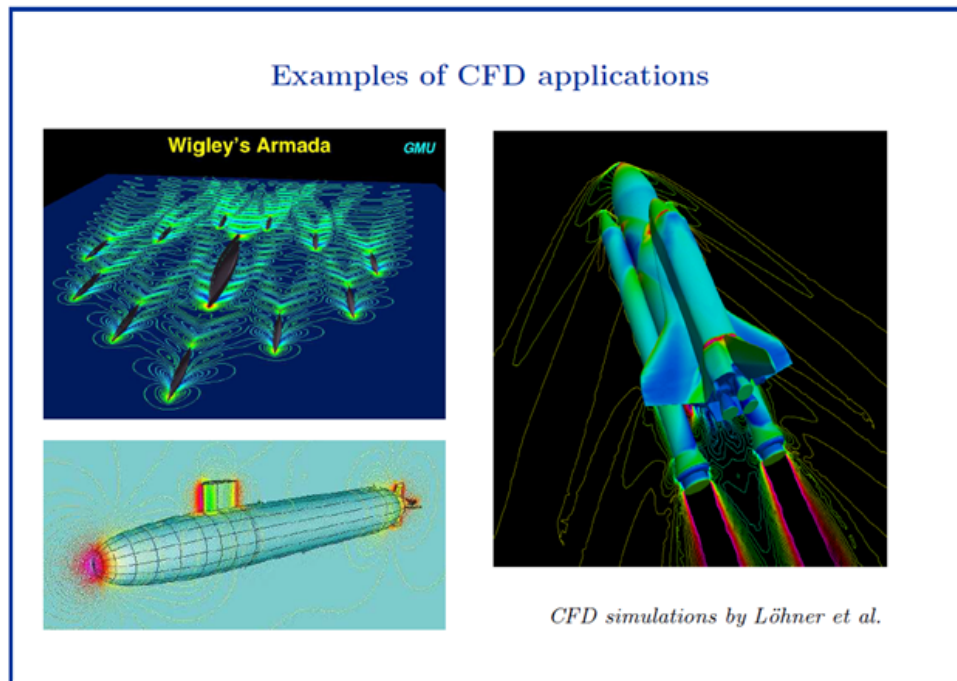 Examples of CFD applications
Wigley's Armada
GMU
CFD simulations by Löhner et al.